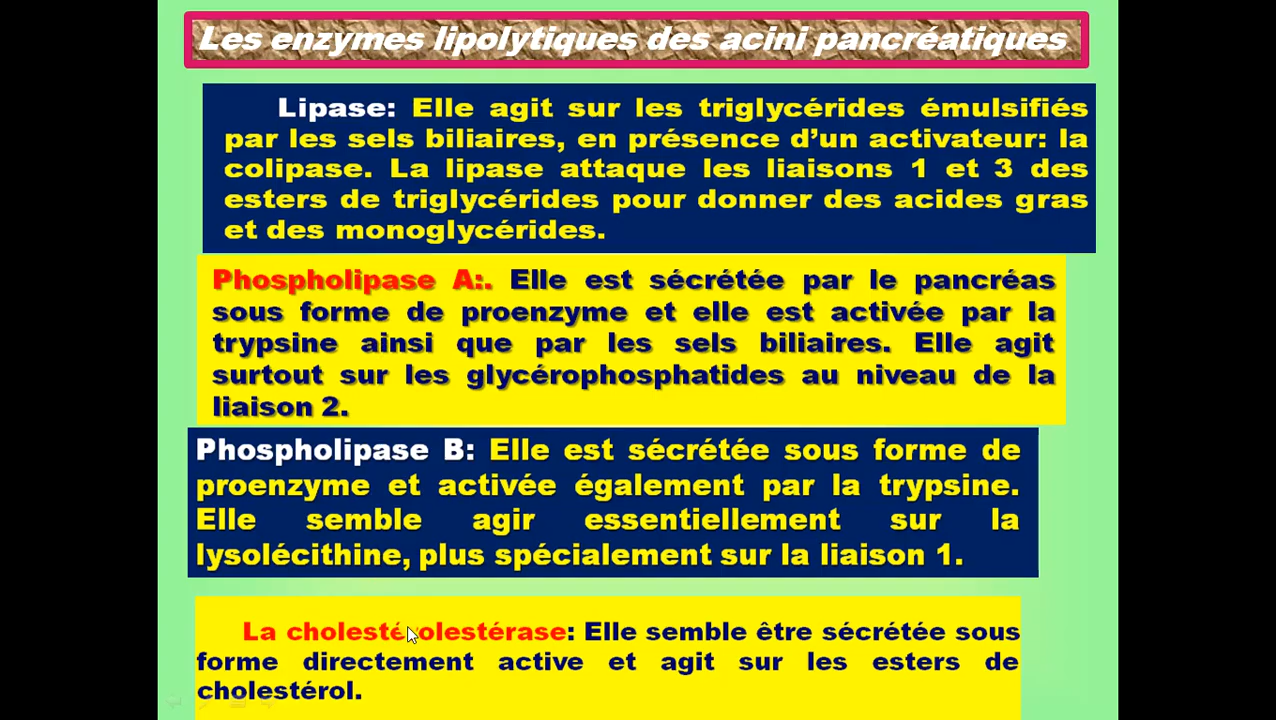 Les enzymes lipolytiques des acini pancréatiques
Lipase: Elle agit sur les triglycérides émulsifiés
par les sels biliaires, en présence d’un activateur: la
colipase. La lipase attaque les liaisons 1 et 3 des
esters de triglycérides pour donner des acides gras
et des monoglycérides.
Phospholipase A:. Elle est sécrétée par le pancréas
sous forme de proenzyme et elle est activée par la
trypsine ainsi que par les sels biliaires. Elle agit
surtout sur les glycérophosphatides au niveau de la
liaison 2.
Phospholipase B: Elle est sécrétée sous forme de
proenzyme et activée également par la trypsine.
Elle semble agir essentiellement sur la
lysolécithine, plus spécialement sur la liaison 1.
La cholestérolestérase: Elle semble être sécrétée sous
forme directement active et agit sur les esters de
cholestérol.